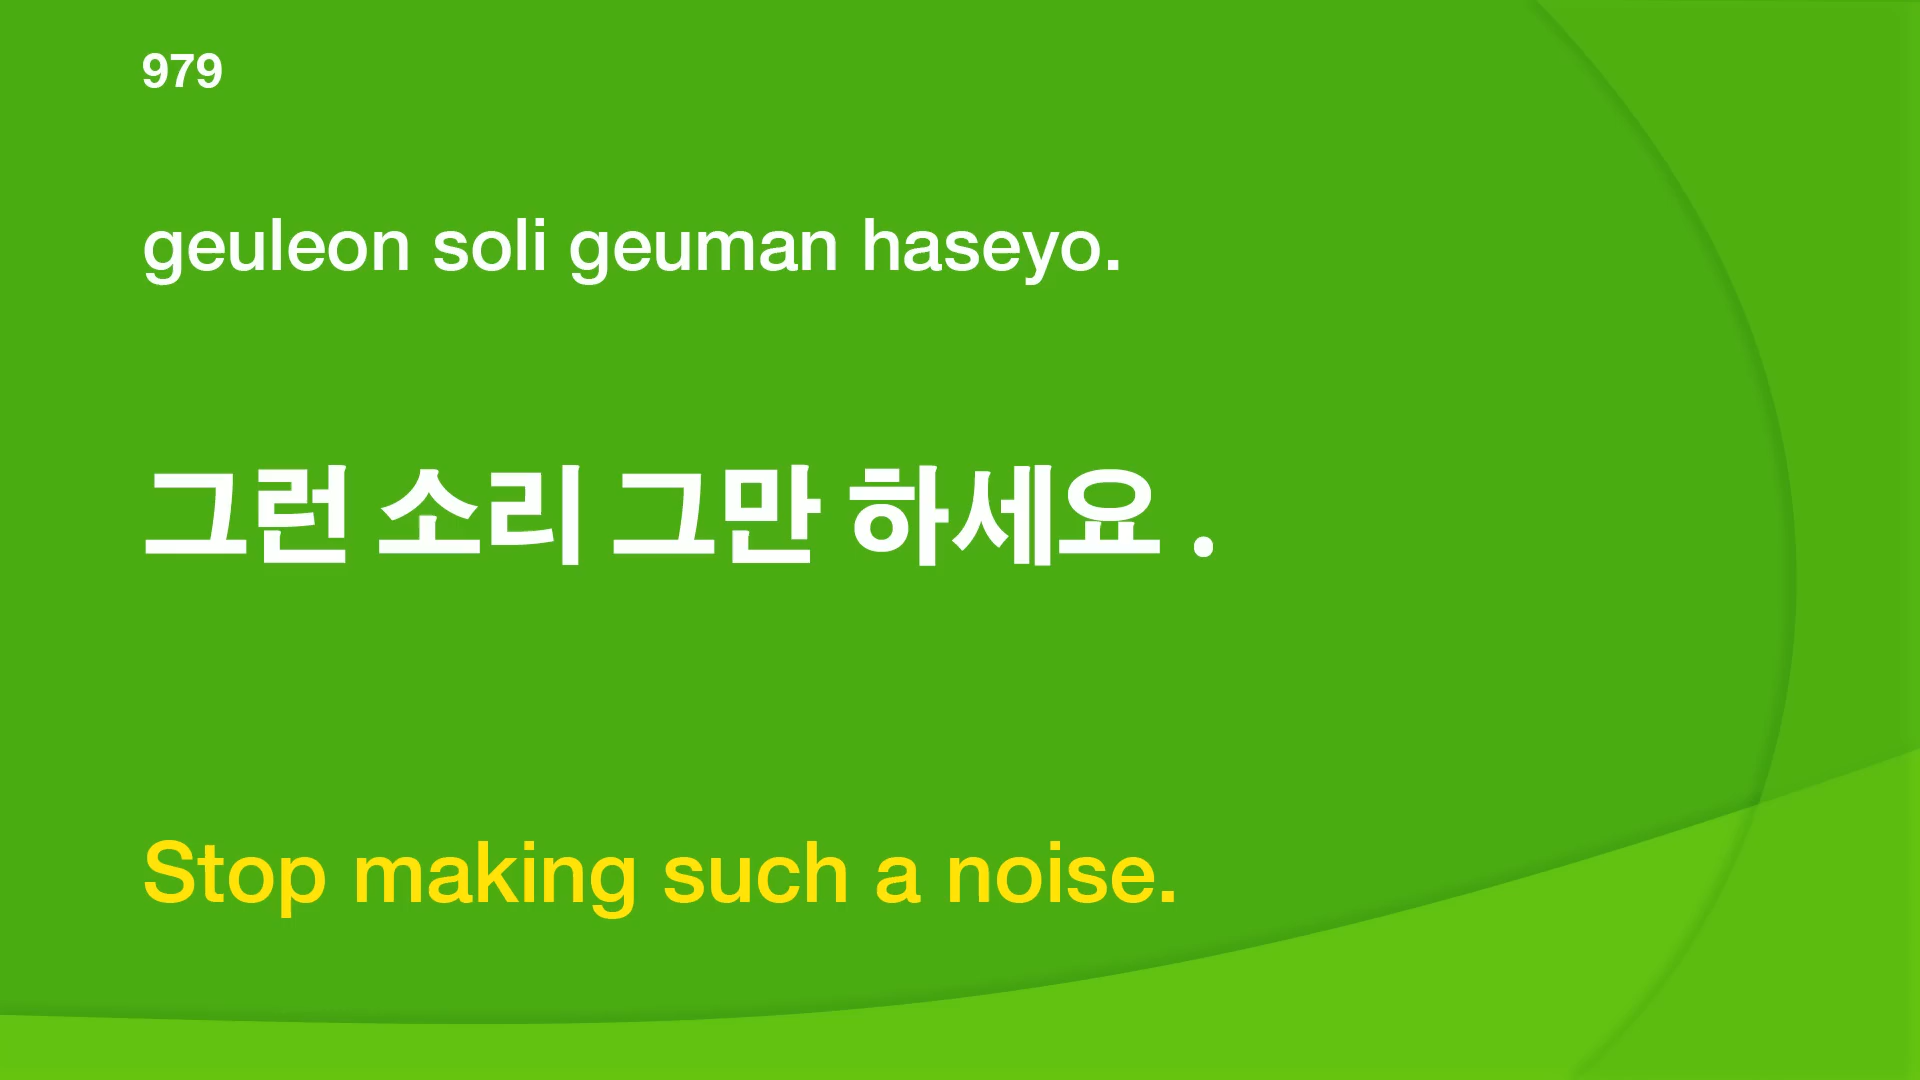 979
geuleon soli geuman haseyo.
그런 소리 그만 하세요 .
Stop making such a noise.